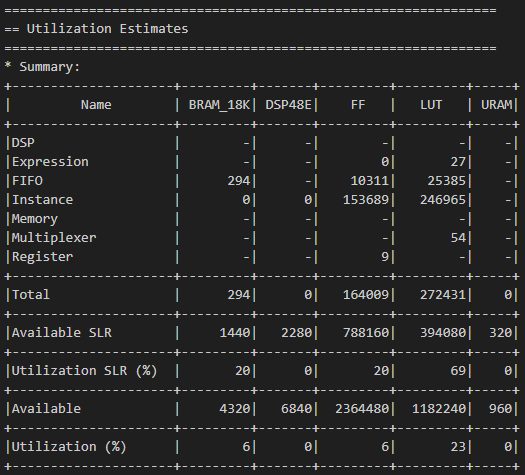 ================================================================
== Utilization Estimates
================================================================
* Summary:
+---------------------+---------+-------+---------+---------+-----+
|         Name        | BRAM_18K| DSP48E|    FF   |   LUT   | URAM|
+---------------------+---------+-------+---------+---------+-----+
|DSP                  |        -|      -|        -|        -|    -|
|Expression           |        -|      -|        0|       27|    -|
|FIFO                 |      294|      -|    10311|    25385|    -|
|Instance             |        0|      0|   153689|   246965|    -|
|Memory               |        -|      -|        -|        -|    -|
|Multiplexer          |        -|      -|        -|       54|    -|
|Register             |        -|      -|        9|        -|    -|
+---------------------+---------+-------+---------+---------+-----+
|Total                |      294|      0|   164009|   272431|    0|
+---------------------+---------+-------+---------+---------+-----+
|Available SLR        |     1440|   2280|   788160|   394080|  320|
+---------------------+---------+-------+---------+---------+-----+
|Utilization SLR (%)  |       20|      0|       20|       69|    0|
+---------------------+---------+-------+---------+---------+-----+
|Available            |     4320|   6840|  2364480|  1182240|  960|
+---------------------+---------+-------+---------+---------+-----+
|Utilization (%)      |        6|      0|        6|       23|    0|
+---------------------+---------+-------+---------+---------+-----+